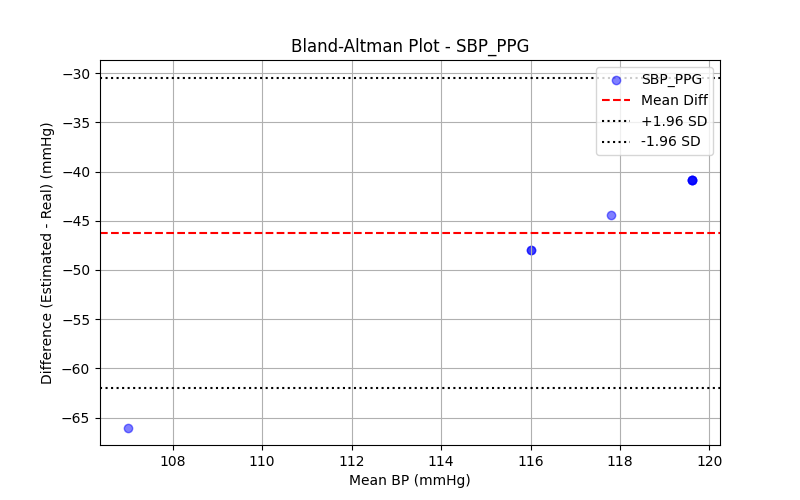 Bland-Altman Plot - SBP_PPG
Difference (Estimated - Real) (mmHg)
−30
−35
−40
−45
−50
−55
−60
−65
SBP_PPG
Mean Diff
+1.96 SD
-1.96 SD
108
110
112
114
116
118
120
Mean BP (mmHg)